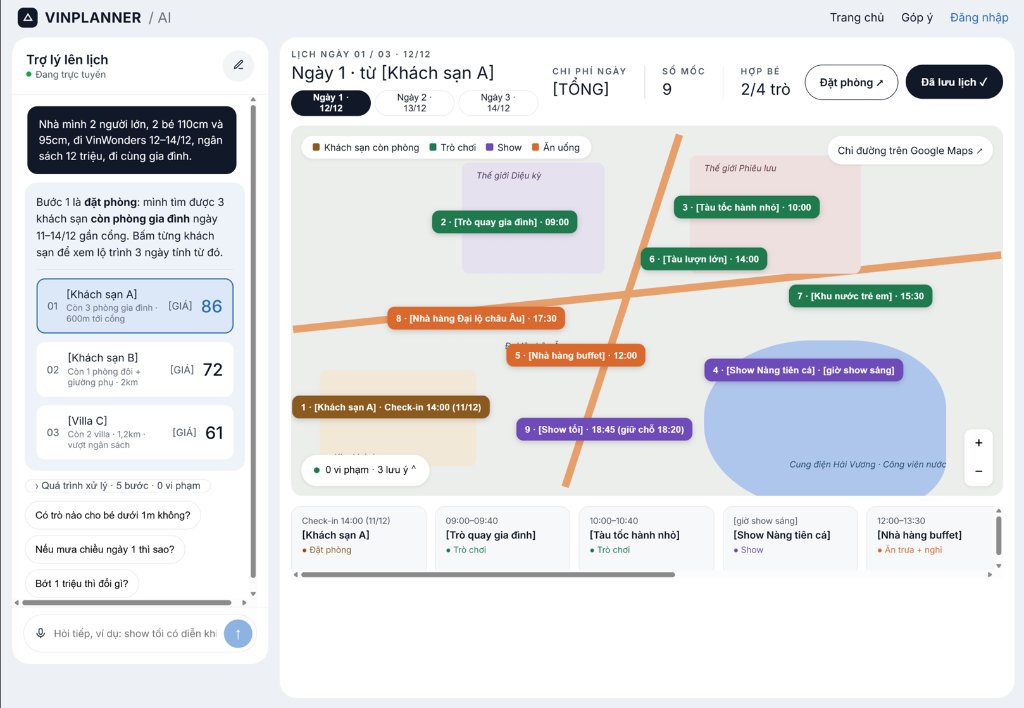 VINPLANNER / AI
Trang chủ
Góp ý
Đăng nhập
Trợ lý lên lịch
Đang trực tuyến
Nhà mình 2 người lớn, 2 bé 110cm và
95cm, đi VinWonders 12–14/12, ngân
sách 12 triệu, đi cùng gia đình.
Bước 1 là đặt phòng: mình tìm được 3
khách sạn còn phòng gia đình ngày
11–14/12 gần cổng. Bấm từng khách
sạn để xem lộ trình 3 ngày tính từ đó.
01
[Khách sạn A]
Còn 3 phòng gia đình ·
600m tới cổng
[GIÁ]
86
02
[Khách sạn B]
Còn 1 phòng đôi +
giường phụ · 2km
[GIÁ]
72
03
[Villa C]
Còn 2 villa · 1,2km ·
vượt ngân sách
[GIÁ]
61
› Quá trình xử lý · 5 bước · 0 vi phạm
Có trò nào cho bé dưới 1m không?
Nếu mưa chiều ngày 1 thì sao?
Bớt 1 triệu thì đổi gì?
Hỏi tiếp, ví dụ: show tối có diễn
LỊCH NGÀY 01 / 03 · 12/12
Ngày 1 · từ [Khách sạn A]
Ngày 1 ·
12/12
Ngày 2 ·
13/12
Ngày 3 ·
14/12
CHI PHÍ NGÀY
[TỔNG]
SỐ MỐC
9
HỢP BÉ
2/4 trò
Đặt phòng ↗
Đã lưu lịch ✓
Khách sạn còn phòng
Trò chơi
Show
Ăn uống
Chỉ đường trên Google Maps ↗
Thế giới Diệu kỳ
Thế giới Phiêu lưu
2 · [Trò quay gia đình] · 09:00
3 · [Tàu tốc hành nhỏ] · 10:00
6 · [Tàu lượn lớn] · 14:00
7 · [Khu nước trẻ em] · 15:30
8 · [Nhà hàng Đại lộ châu Âu] · 17:30
5 · [Nhà hàng buffet] · 12:00
4 · [Show Nàng tiên cá] · [giờ show sáng]
1 · [Khách sạn A] · Check-in 14:00 (11/12)
9 · [Show tối] · 18:45 (giữ chỗ 18:20)
Cung điện Hải Vương · Công viên nước
0 vi phạm · 3 lưu ý ^
+
−
Check-in 14:00 (11/12)
[Khách sạn A]
Đặt phòng
09:00–09:40
[Trò quay gia đình]
Trò chơi
10:00–10:40
[Tàu tốc hành nhỏ]
Trò chơi
[giờ show sáng]
[Show Nàng tiên cá]
Show
12:00–13:30
[Nhà hàng buffet]
Ăn trưa + nghỉ